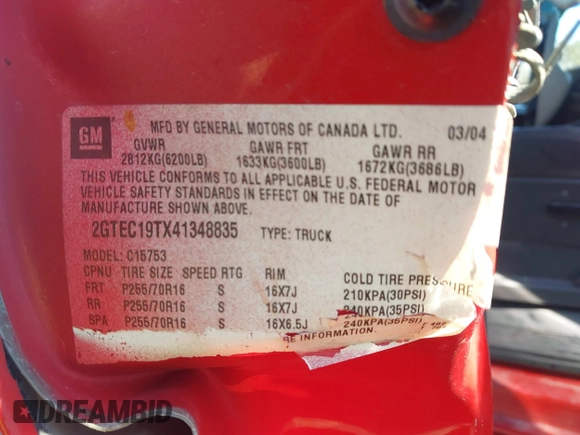 GM
MFD BY GENERAL MOTORS OF CANADA LTD. 03/04
GVWR GAWR FRT GAWR RR
2812KG(6200LB) 1633KG(3600LB) 1672KG(3686LB)
THIS VEHICLE CONFORMS TO ALL APPLICABLE U.S. FEDERAL MOTOR
VEHICLE SAFETY STANDARDS IN EFFECT ON THE DATE OF
MANUFACTURE SHOWN ABOVE.
2GTEC19TX41348835 TYPE: TRUCK
MODEL: C15753
CPNU TIRE SIZE SPEED RTG RIM COLD TIRE PRESSURE
FRT P255/70R16 S 16X7J 210KPA(30PSI)
RR P255/70R16 S 16X7J 240KPA(35PSI)
SPA P255/70R16 S 16X6.5J 240KPA(35PSI)
RE INFORMATION.
DREAMBID